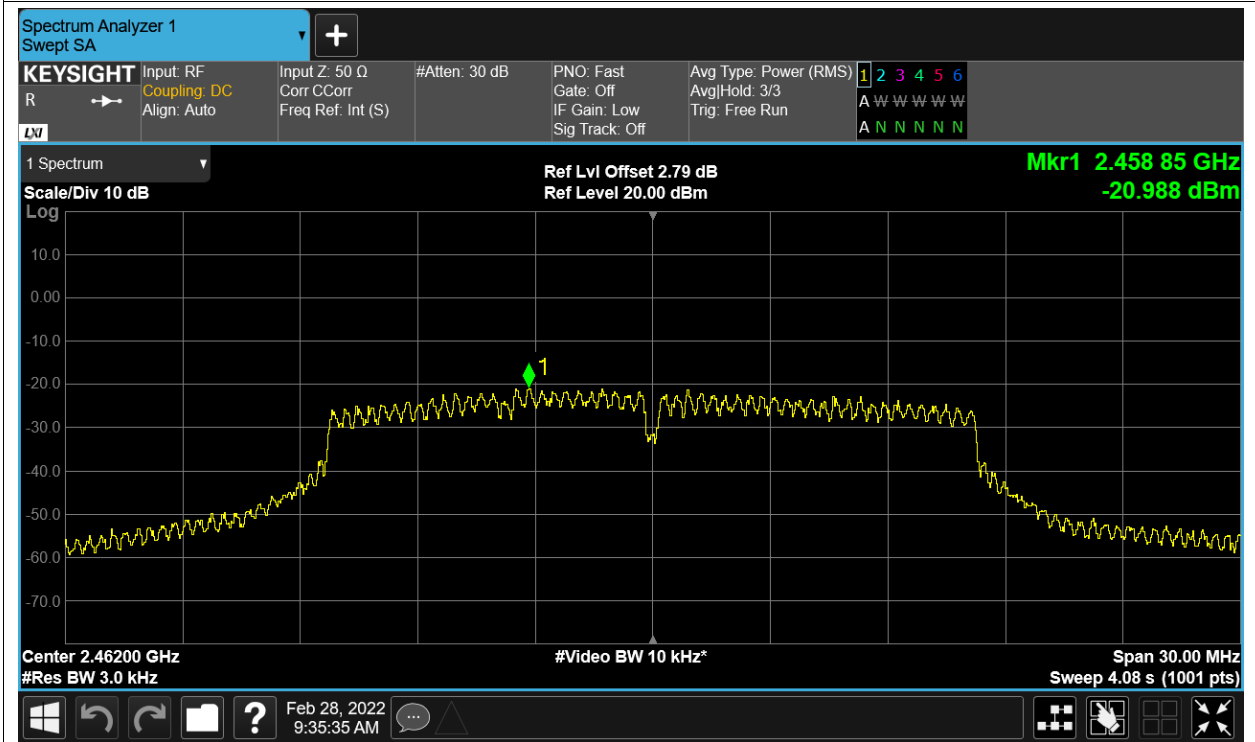 Spectrum Analyzer 1
Swept SA
KEYSIGHT
R
LXI
Input: RF
Coupling: DC
Align: Auto
Input Z: 50 Ω
Corr CCorr
Freq Ref: Int (S)
#Atten: 30 dB
PNO: Fast
Gate: Off
IF Gain: Low
Sig Track: Off
Avg Type: Power (RMS)
Avg|Hold: 3/3
Trig: Free Run
1 2 3 4 5 6
A W W W W W
A N N N N N
1 Spectrum
Scale/Div 10 dB
Ref Lvl Offset 2.79 dB
Ref Level 20.00 dBm
Mkr1 2.458 85 GHz
-20.988 dBm
Log
10.0
0.00
-10.0
1
-20.0
-30.0
-40.0
-50.0
-60.0
-70.0
Center 2.46200 GHz
#Res BW 3.0 kHz
#Video BW 10 kHz*
Span 30.00 MHz
Sweep 4.08 s (1001 pts)
?
Feb 28, 2022
9:35:35 AM